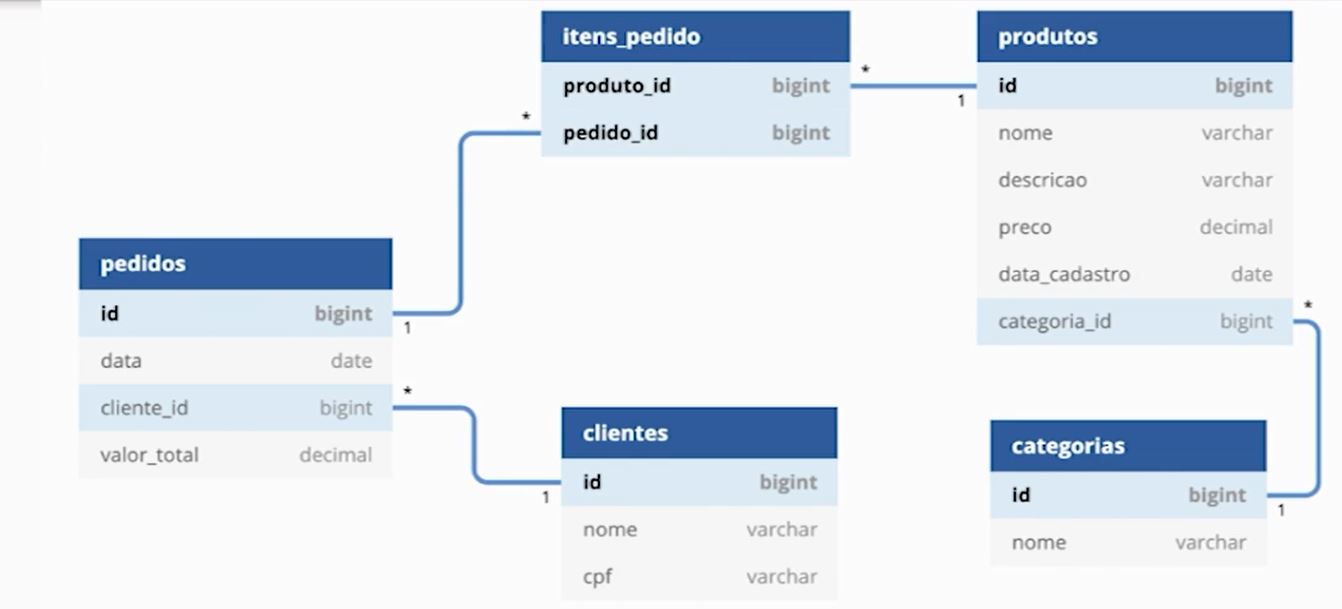 itens_pedido
produto_id bigint
pedido_id bigint
*
*
1
produtos
id bigint
nome varchar
descricao varchar
preco decimal
data_cadastro date
categoria_id bigint
*
pedidos
id bigint
1
data date
cliente_id bigint
*
valor_total decimal
clientes
id bigint
1
nome varchar
cpf varchar
categorias
id bigint
1
nome varchar